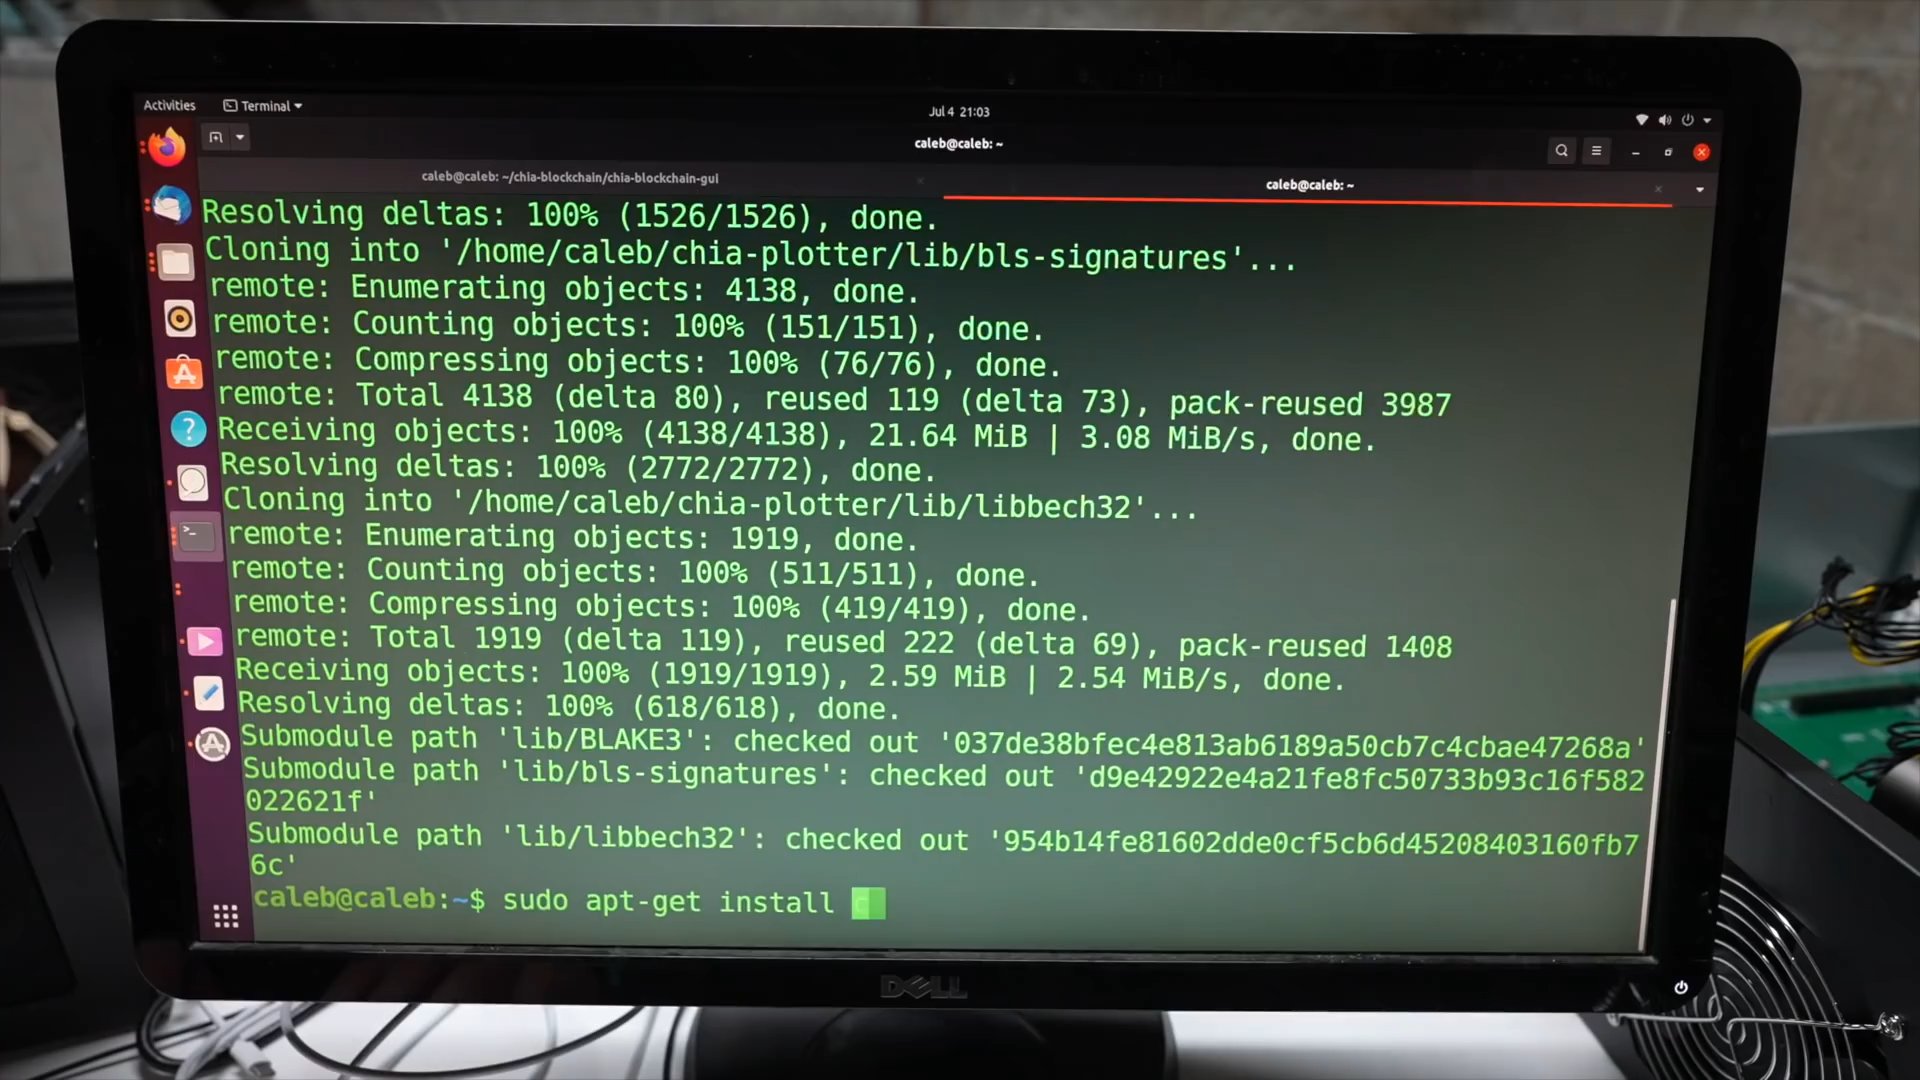 Activities
Terminal
Jul 4 21:03
caleb@caleb: ~
caleb@caleb: ~/chia-blockchain/chia-blockchain-gui
caleb@caleb: ~
Resolving deltas: 100% (1526/1526), done.
Cloning into '/home/caleb/chia-plotter/lib/bls-signatures'...
remote: Enumerating objects: 4138, done.
remote: Counting objects: 100% (151/151), done.
remote: Compressing objects: 100% (76/76), done.
remote: Total 4138 (delta 80), reused 119 (delta 73), pack-reused 3987
Receiving objects: 100% (4138/4138), 21.64 MiB | 3.08 MiB/s, done.
Resolving deltas: 100% (2772/2772), done.
Cloning into '/home/caleb/chia-plotter/lib/libbech32'...
remote: Enumerating objects: 1919, done.
remote: Counting objects: 100% (511/511), done.
remote: Compressing objects: 100% (419/419), done.
remote: Total 1919 (delta 119), reused 222 (delta 69), pack-reused 1408
Receiving objects: 100% (1919/1919), 2.59 MiB | 2.54 MiB/s, done.
Resolving deltas: 100% (618/618), done.
Submodule path 'lib/BLAKE3': checked out '037de38bfec4e813ab6189a50cb7c4cbae47268a'
Submodule path 'lib/bls-signatures': checked out 'd9e42922e4a21fe8fc50733b93c16f582
022621f'
Submodule path 'lib/libbech32': checked out '954b14fe81602dde0cf5cb6d45208403160fb7
6c'
caleb@caleb:~$ sudo apt-get install c
DELL